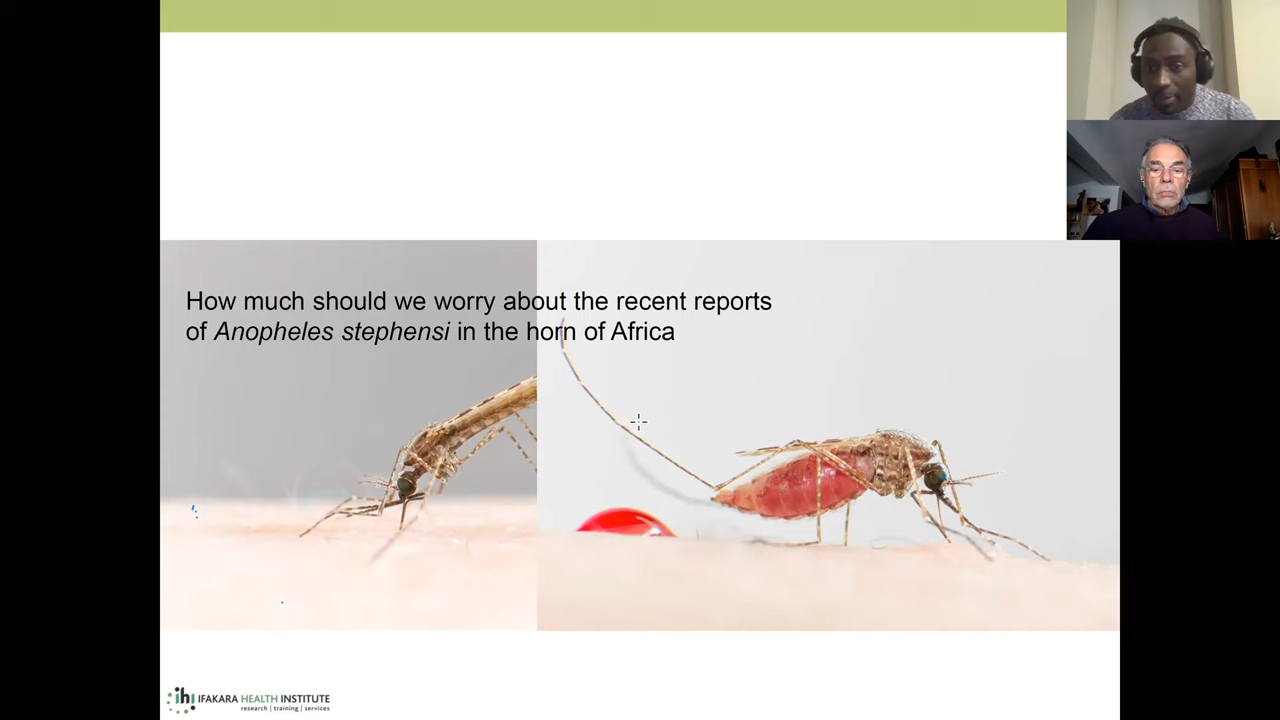 How much should we worry about the recent reports
of Anopheles stephensi in the horn of Africa
ihi IFAKARA HEALTH INSTITUTE
research | training | services